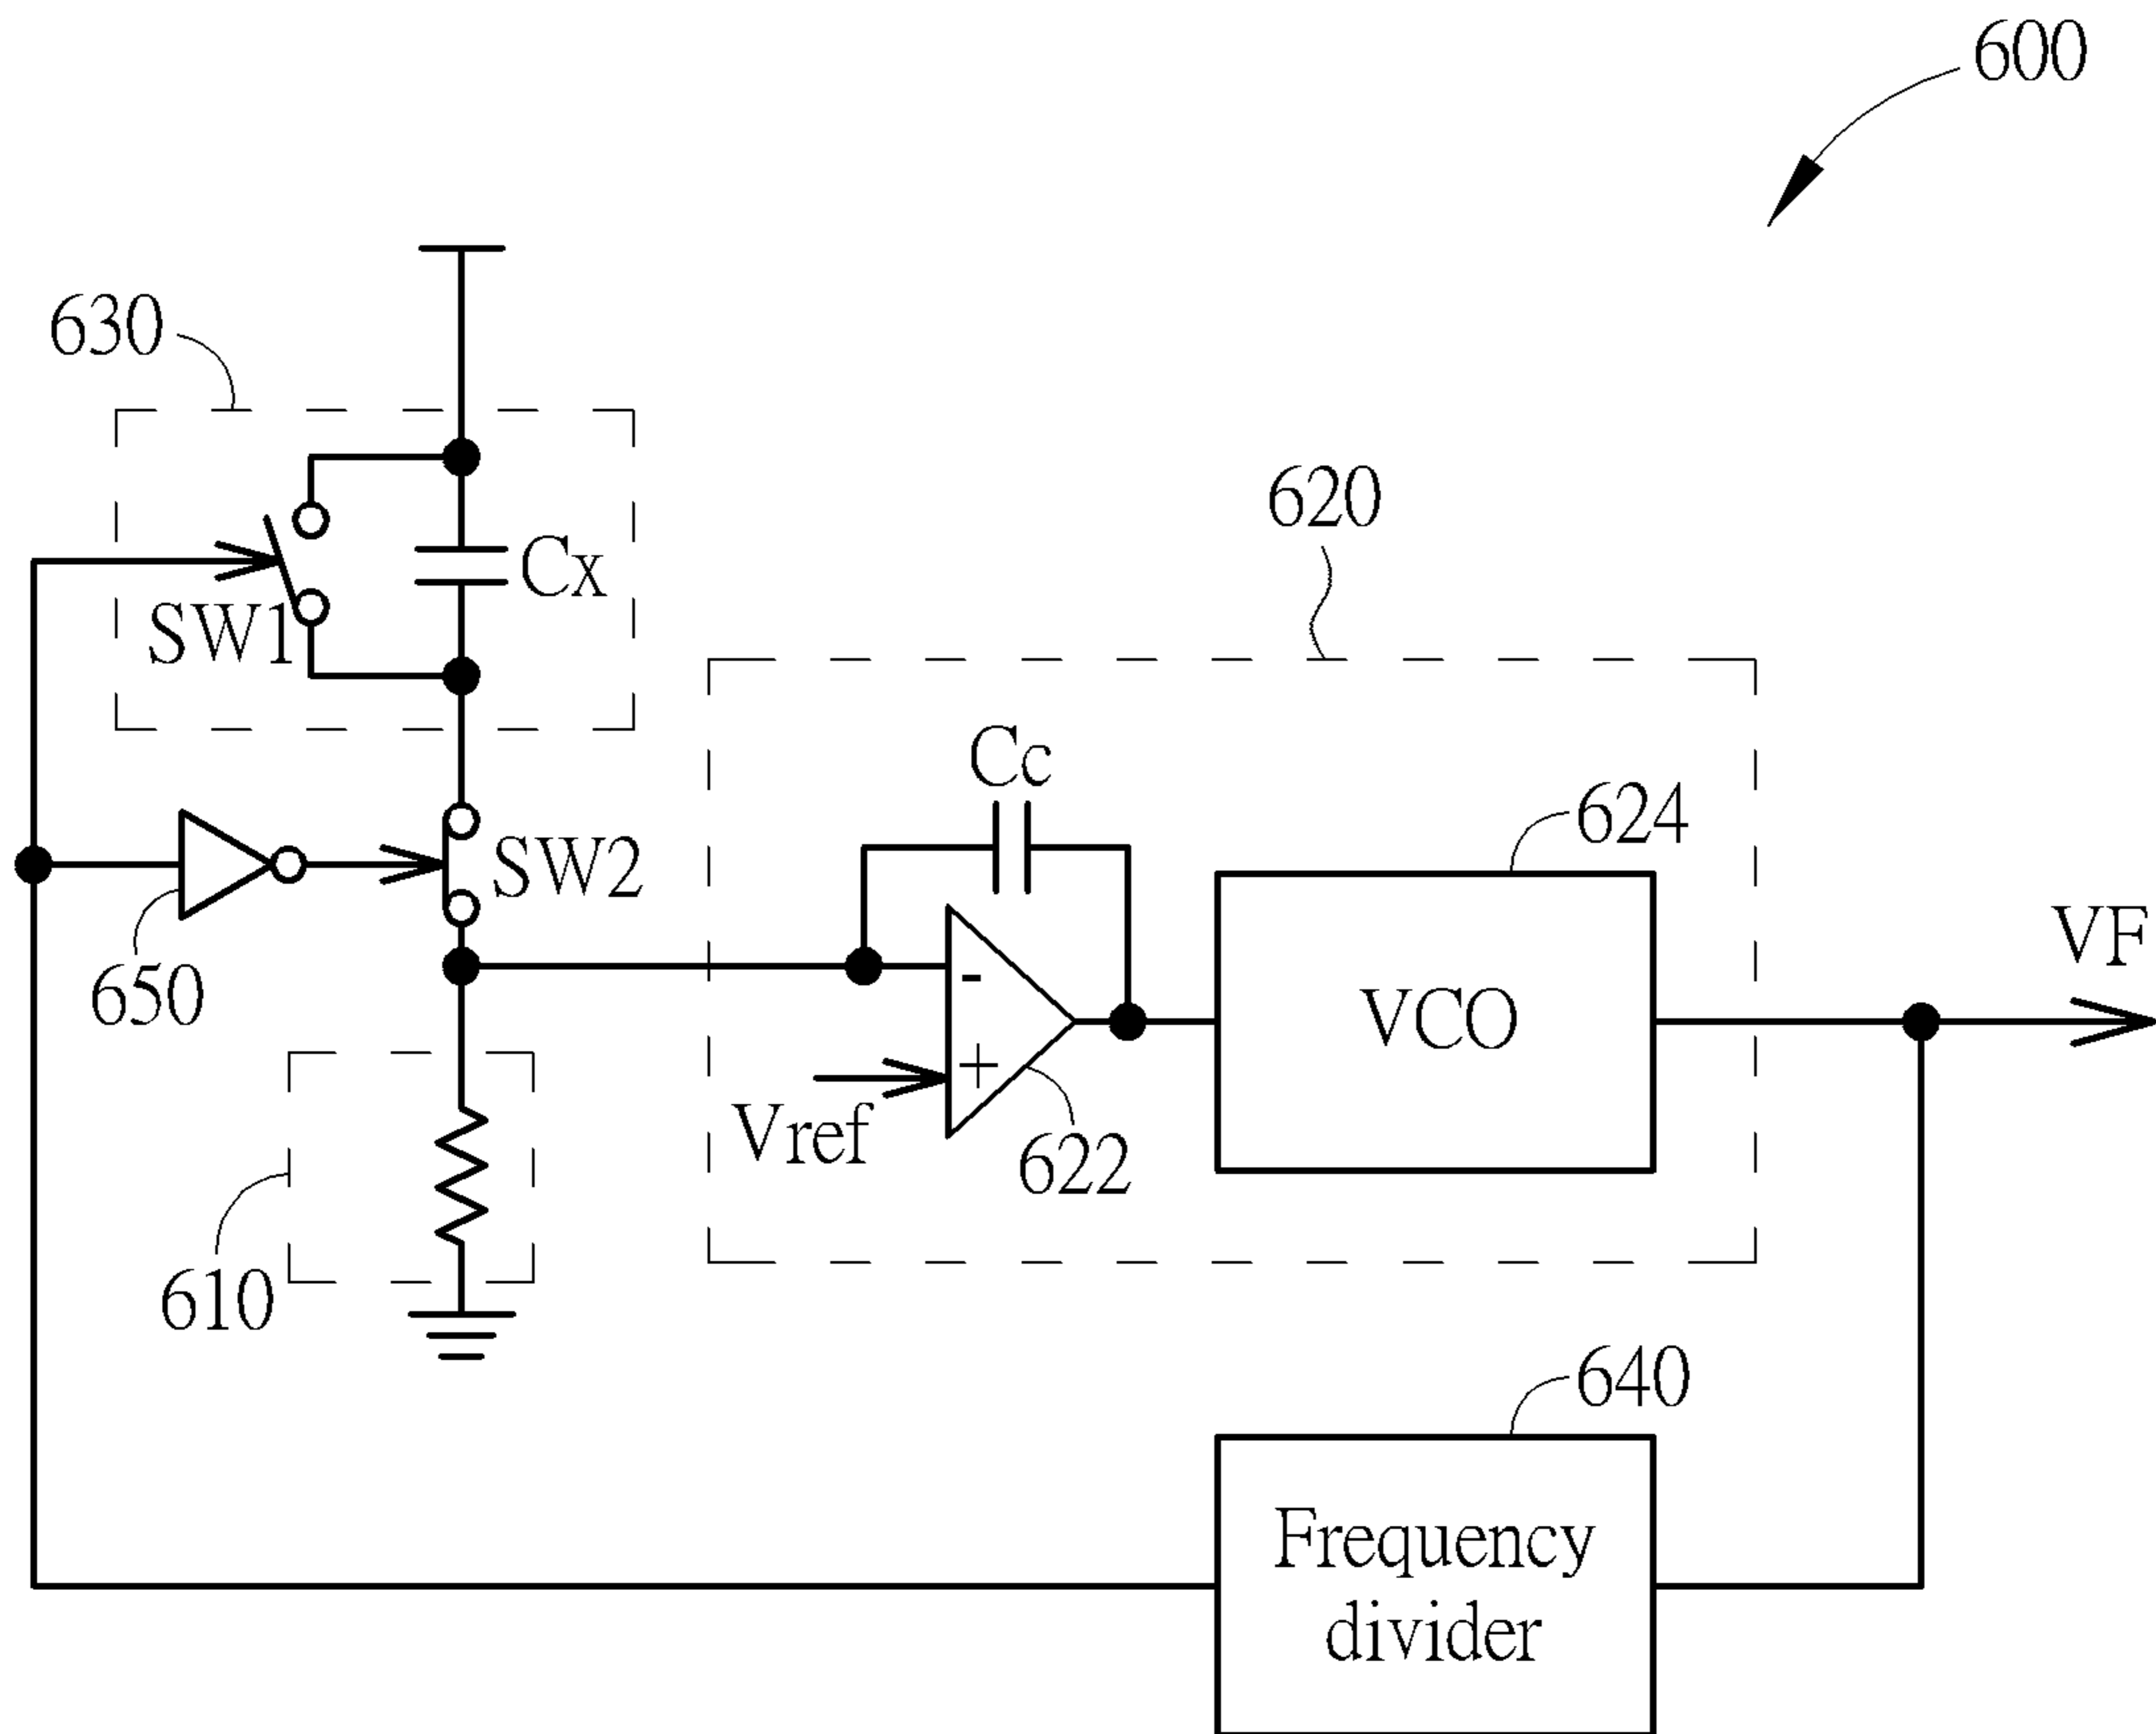 600
630
620
Cx
SW1
Cc
624
SW2
VF
650
-
VCO
+
Vref
622
610
640
Frequency
divider